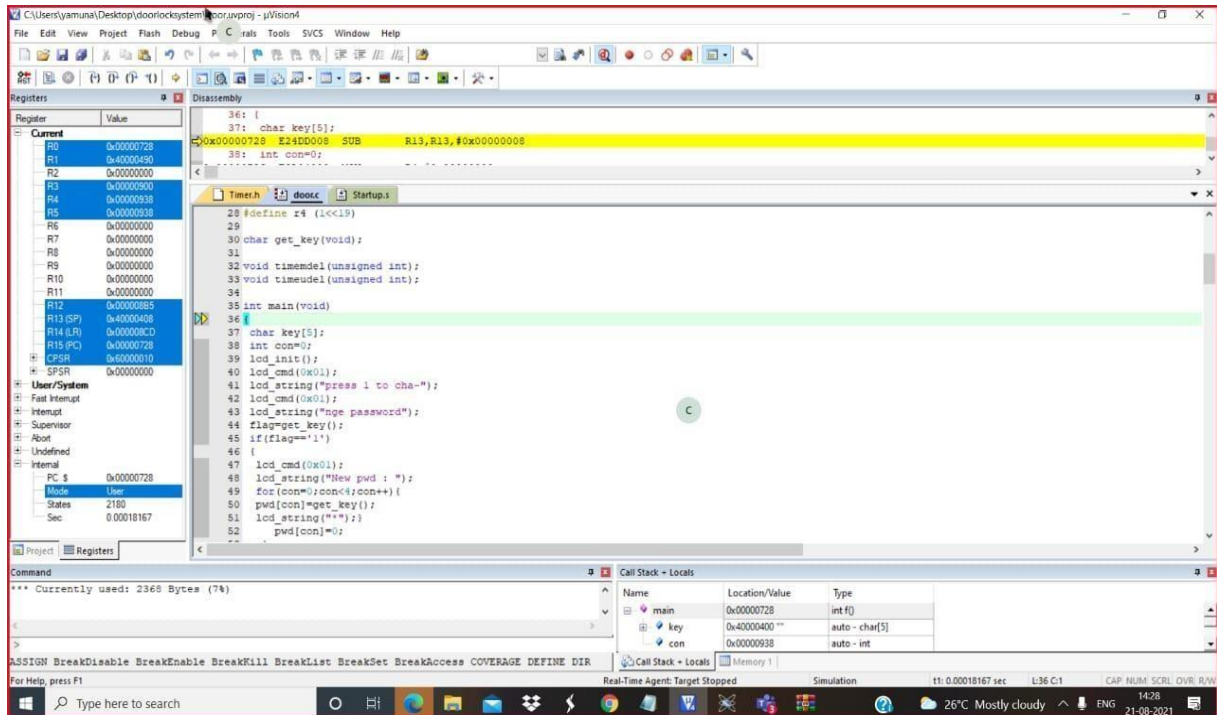 C:\Users\yamuna\Desktop\doorlocksystem\door.uvproj - µVision4
File Edit View Project Flash Debug Peripherals Tools SVCS Window Help
C
Registers
Register Value
Current
R0 0x00000728
R1 0x40000490
R2 0x00000000
R3 0x00000900
R4 0x00000938
R5 0x00000938
R6 0x00000000
R7 0x00000000
R8 0x00000000
R9 0x00000000
R10 0x00000000
R11 0x00000000
R12 0x000008B5
R13 (SP) 0x40000408
R14 (LR) 0x000008CD
R15 (PC) 0x00000728
CPSR 0x60000010
SPSR 0x00000000
User/System
Fast Interrupt
Interrupt
Supervisor
Abort
Undefined
Internal
PC $ 0x00000728
Mode User
States 2180
Sec 0.00018167
Project Registers
Disassembly
36: {
37: char key[5];
0x00000728 E24DD008 SUB R13,R13,#0x00000008
38: int con=0;
Timer.h door.c Startup.s
28 #define r4 (1<<19)
29
30 char get_key(void);
31
32 void timemdel(unsigned int);
33 void timeudel(unsigned int);
34
35 int main(void)
36 {
37 char key[5];
38 int con=0;
39 lcd_init();
40 lcd_cmd(0x01);
41 lcd_string("press 1 to cha-");
42 lcd_cmd(0x01);
43 lcd_string("nge password");
44 flag=get_key();
45 if(flag=='1')
46 {
47 lcd_cmd(0x01);
48 lcd_string("New pwd : ");
49 for(con=0;con<4;con++){
50 pwd[con]=get_key();
51 lcd_string("*");}
52 pwd[con]=0;
C
Command
*** Currently used: 2368 Bytes (7%)
>
ASSIGN BreakDisable BreakEnable BreakKill BreakList BreakSet BreakAccess COVERAGE DEFINE DIR
Call Stack + Locals
Name Location/Value Type
main 0x00000728 int f()
key 0x40000400 "" auto - char[5]
con 0x00000938 auto - int
Call Stack + Locals Memory 1
For Help, press F1 Real-Time Agent: Target Stopped Simulation t1: 0.00018167 sec L:36 C:1 CAP NUM SCRL OVR R/W
Type here to search 26°C Mostly cloudy ENG 14:28
21-08-2021